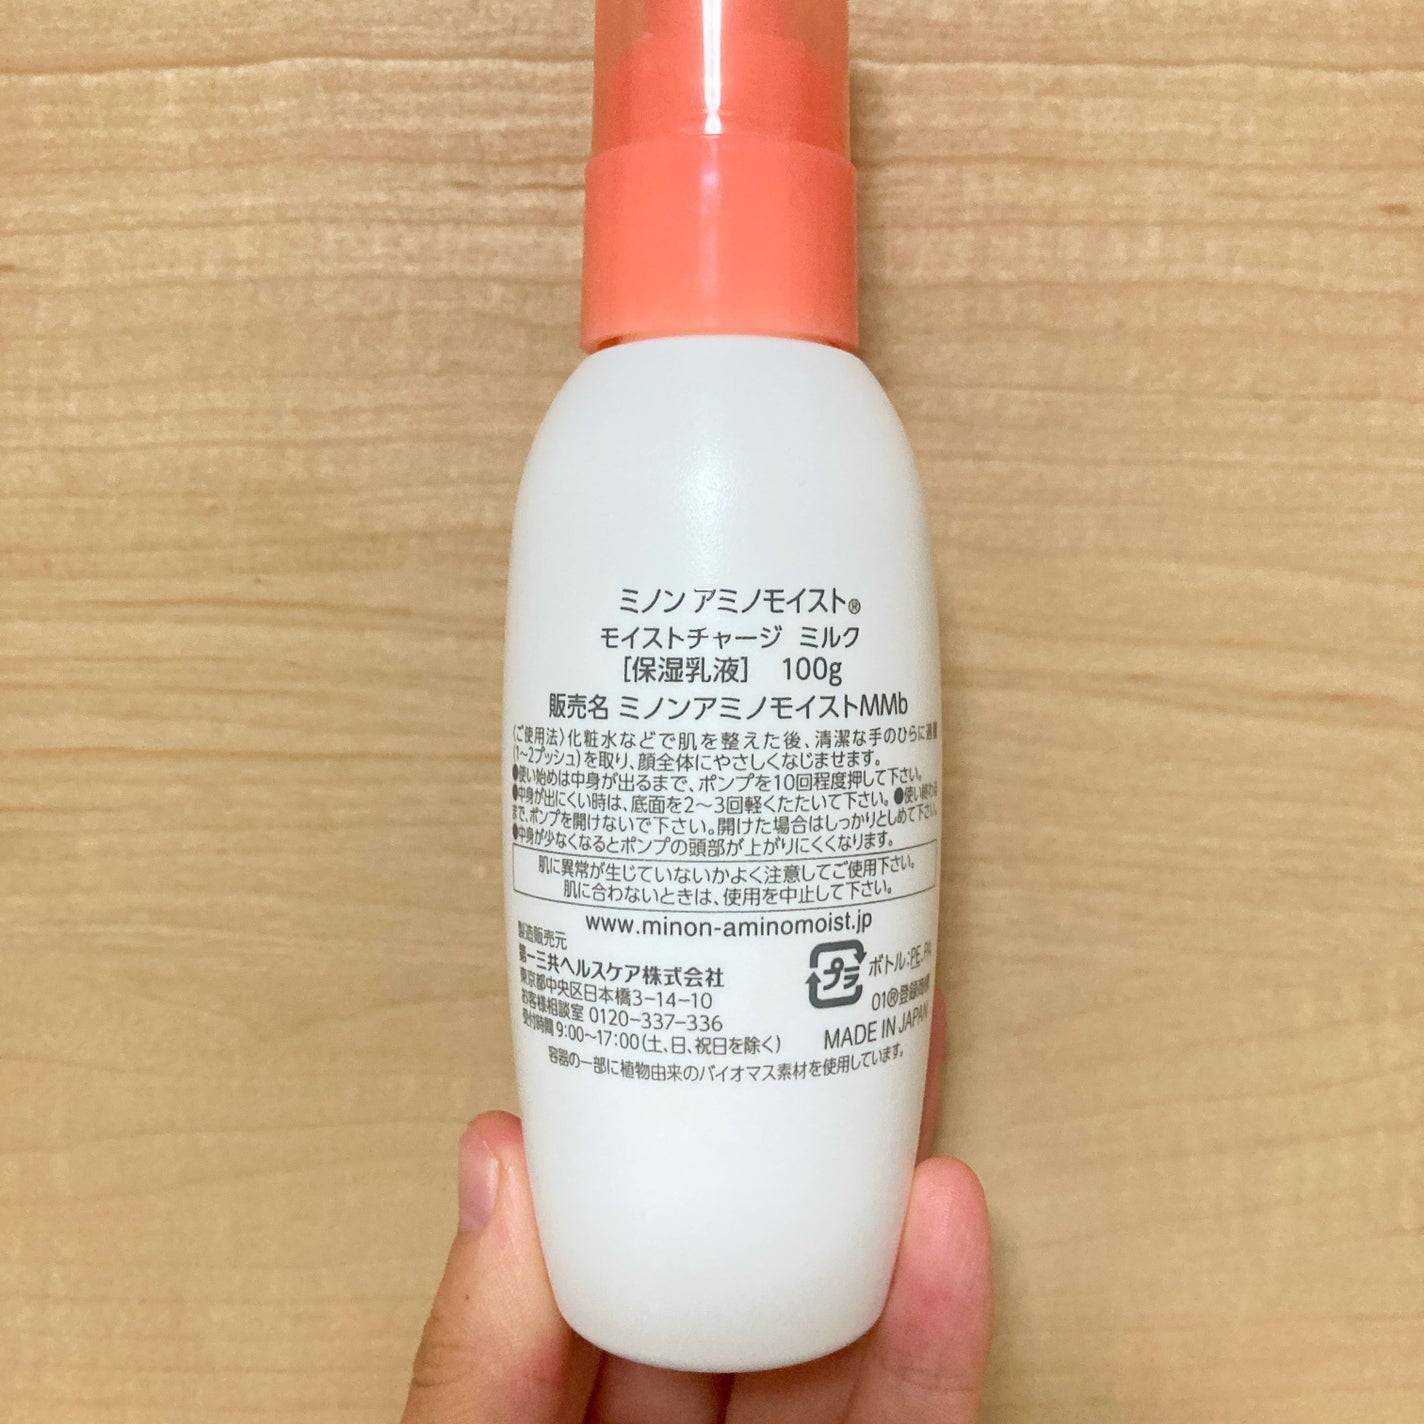 ミノン アミノモイスト®
モイストチャージ ミルク
[保湿乳液] 100g
販売名 ミノンアミノモイストMMb
〈ご使用法〉化粧水などで肌を整えた後、清潔な手のひらに適量
(1~2プッシュ)を取り、顔全体にやさしくなじませます。
●使い始めは中身が出るまで、ポンプを10回程度押して下さい。
●中身が出にくい時は、底面を2~3回軽くたたいて下さい。●使い終わる
まで、ポンプを開けないで下さい。開けた場合はしっかりとしめて下さい。
●中身が少なくなるとポンプの頭部が上がりにくくなります。
肌に異常が生じていないかよく注意してご使用下さい。
肌に合わないときは、使用を中止して下さい。
www.minon-aminomoist.jp
製造販売元
第一三共ヘルスケア株式会社
東京都中央区日本橋3-14-10
お客様相談室 0120-337-336
受付時間 9:00~17:00(土、日、祝日を除く)
プラ
ボトル:PE,PA
01®登録商標
MADE IN JAPAN
容器の一部に植物由来のバイオマス素材を使用しています。